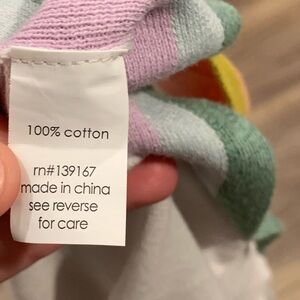 100% cotton
rn#139167
made in china
see reverse
for care